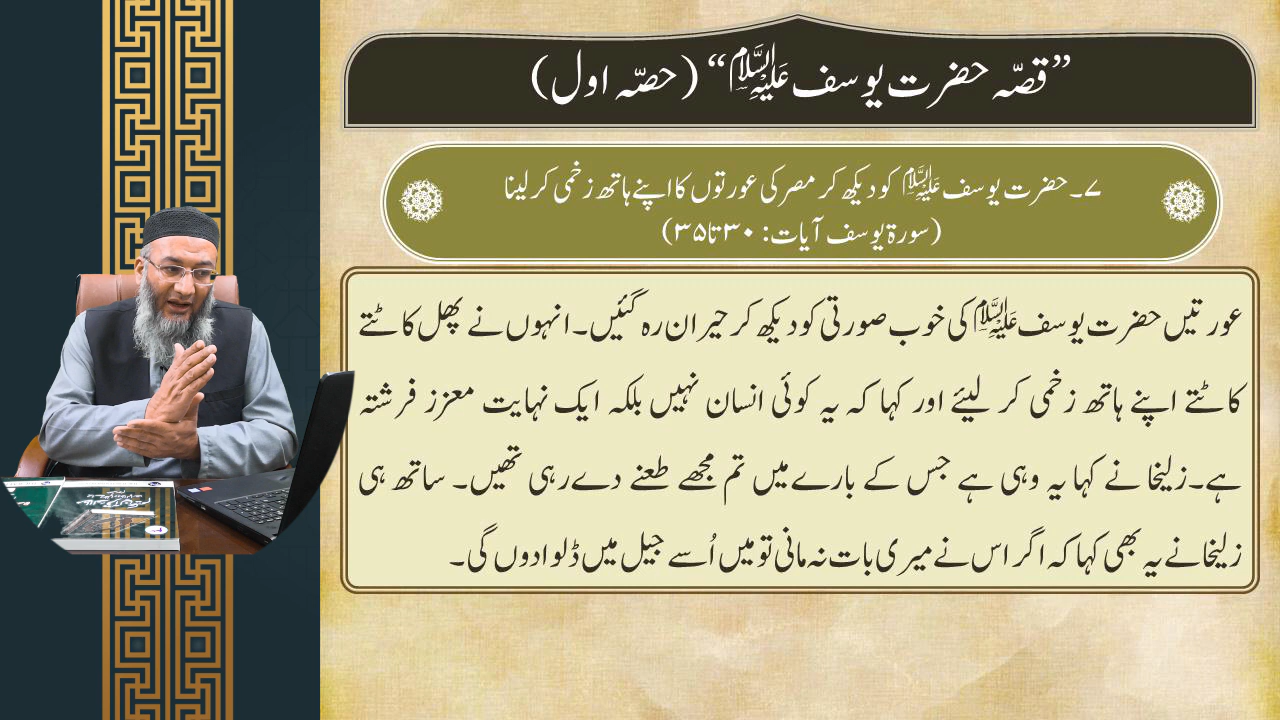 ”قصّہ حضرت یوسف علیہ السلام“ (حصّہ اول)
۷۔ حضرت یوسف علیہ السلام کو دیکھ کر مصر کی عورتوں کا اپنے ہاتھ زخمی کر لینا
(سورۃ یوسف آیات: ۳۰ تا ۳۵)
عورتیں حضرت یوسف علیہ السلام کی خوب صورتی کو دیکھ کر حیران رہ گئیں۔ انہوں نے پھل کاٹتے
کاٹتے اپنے ہاتھ زخمی کر لیئے اور کہا کہ یہ کوئی انسان نہیں بلکہ ایک نہایت معزز فرشتہ
ہے۔ زلیخا نے کہا یہ وہی ہے جس کے بارے میں تم مجھے طعنے دے رہی تھیں۔ ساتھ ہی
زلیخا نے یہ بھی کہا کہ اگر اس نے میری بات نہ مانی تو میں اُسے جیل میں ڈلوا دوں گی۔